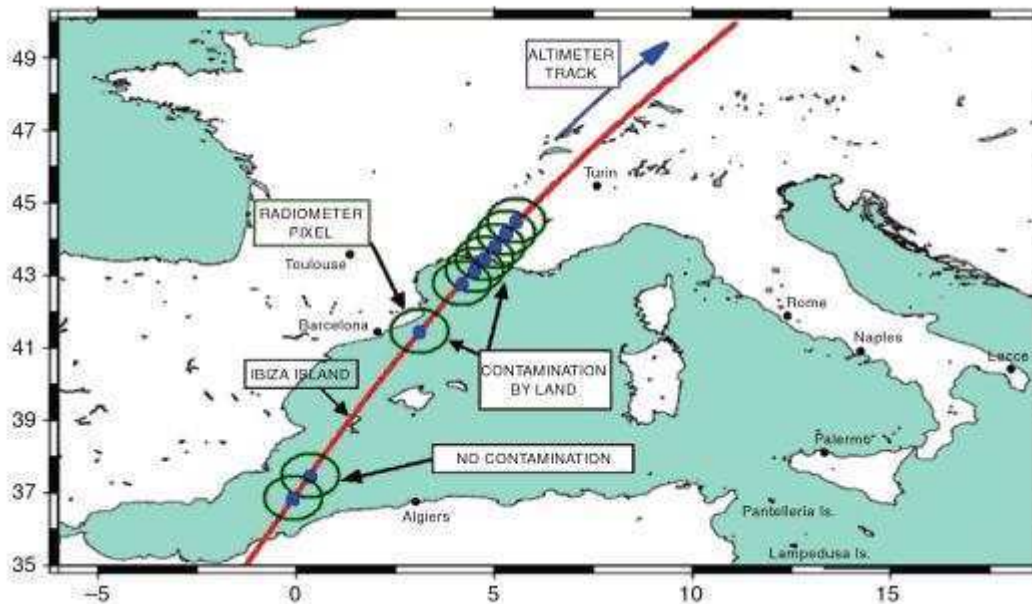 49
47
45
43
41
39
37
35
ALTIMETER
TRACK
Turin
RADIOMETER
PIXEL
Toulouse
Barcelona
Rome
Naples
Lecce
IBIZA ISLAND
CONTAMINATION
BY LAND
Palermo
NO CONTAMINATION
Algiers
Pantelleria Is.
Lampedusa Is.
−5
0
5
10
15